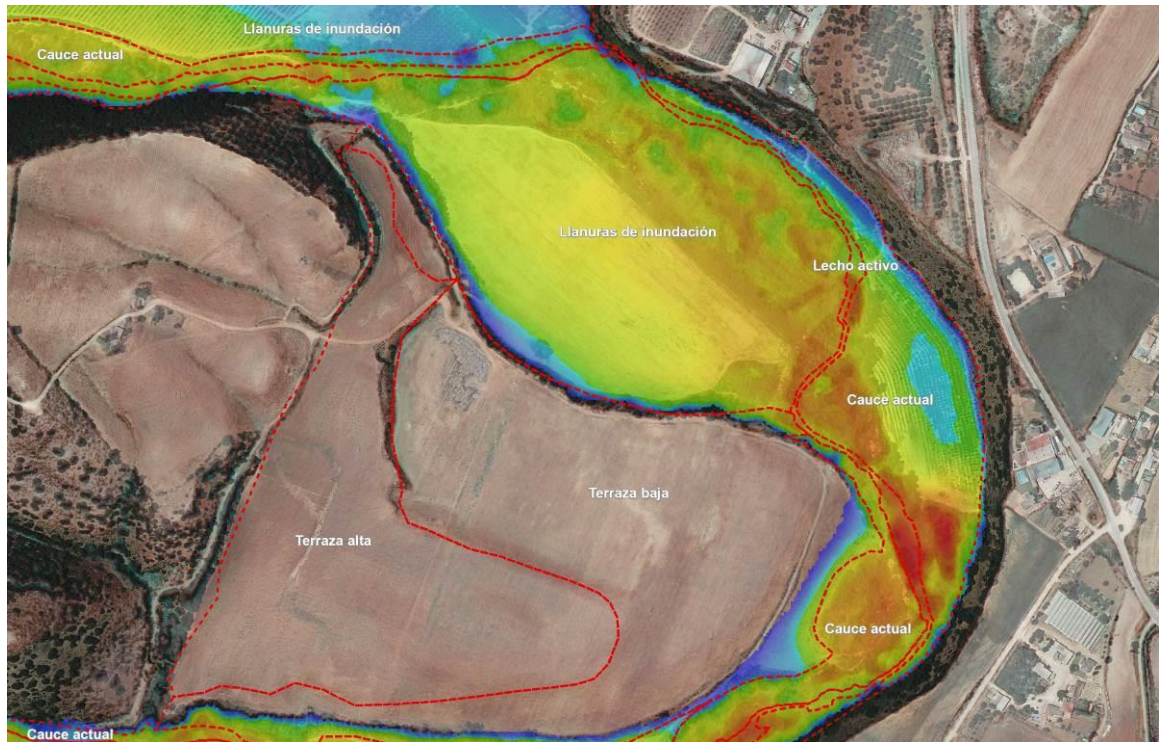 Llanuras de inundación
Cauce actual
Llanuras de inundación
Lecho activo
Cauce actual
Terraza baja
Terraza alta
Cauce actual
Cauce actual